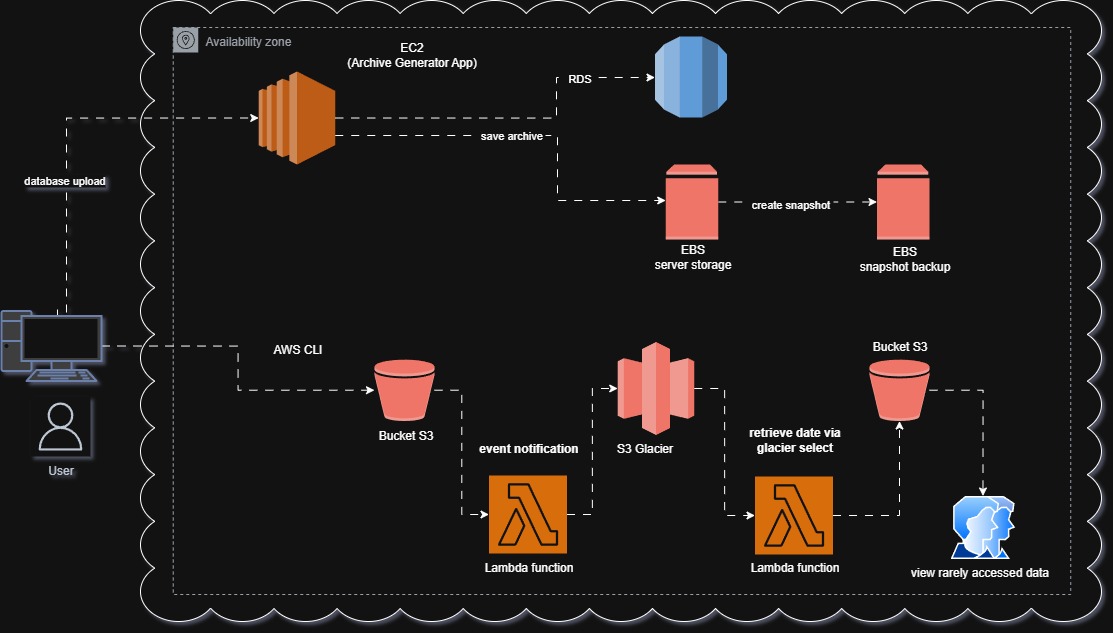 Availability zone
EC2
(Archive Generator App)
RDS
save archive
database upload
create snapshot
EBS
server storage
EBS
snapshot backup
AWS CLI
Bucket S3
Bucket S3
event notification
S3 Glacier
retrieve date via
glacier select
User
Lambda function
Lambda function
view rarely accessed data